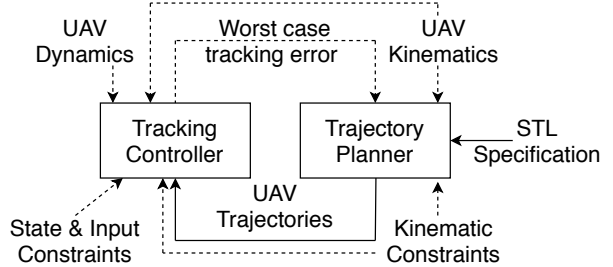 UAV
Dynamics
Worst case
tracking error
UAV
Kinematics
Tracking
Controller
Trajectory
Planner
STL
Specification
UAV
Trajectories
State & Input
Constraints
Kinematic
Constraints